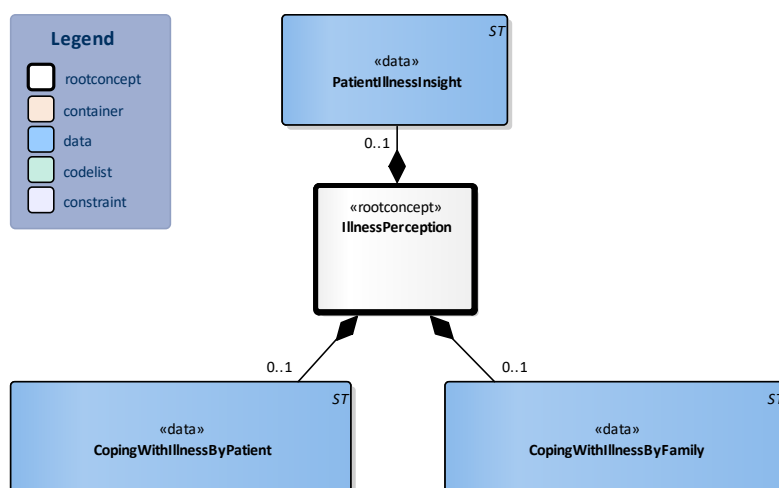 Legend
rootconcept
container
data
codelist
constraint
ST
«data»
PatientIllnessInsight
0..1
«rootconcept»
IllnessPerception
0..1
0..1
ST
«data»
CopingWithIllnessByPatient
ST
«data»
CopingWithIllnessByFamily